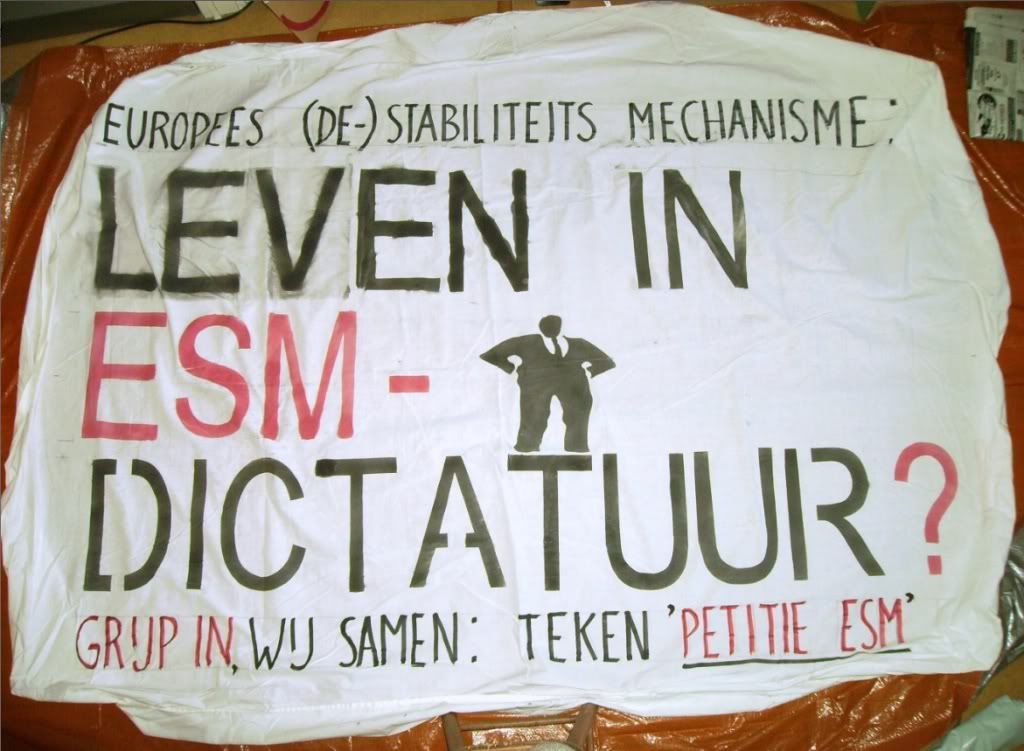 EUROPEES (DE-) STABILITEITS MECHANISME:
LEVEN IN
ESM-
DICTATUUR?
GRIJP IN, WIJ SAMEN: TEKEN 'PETITIE ESM'